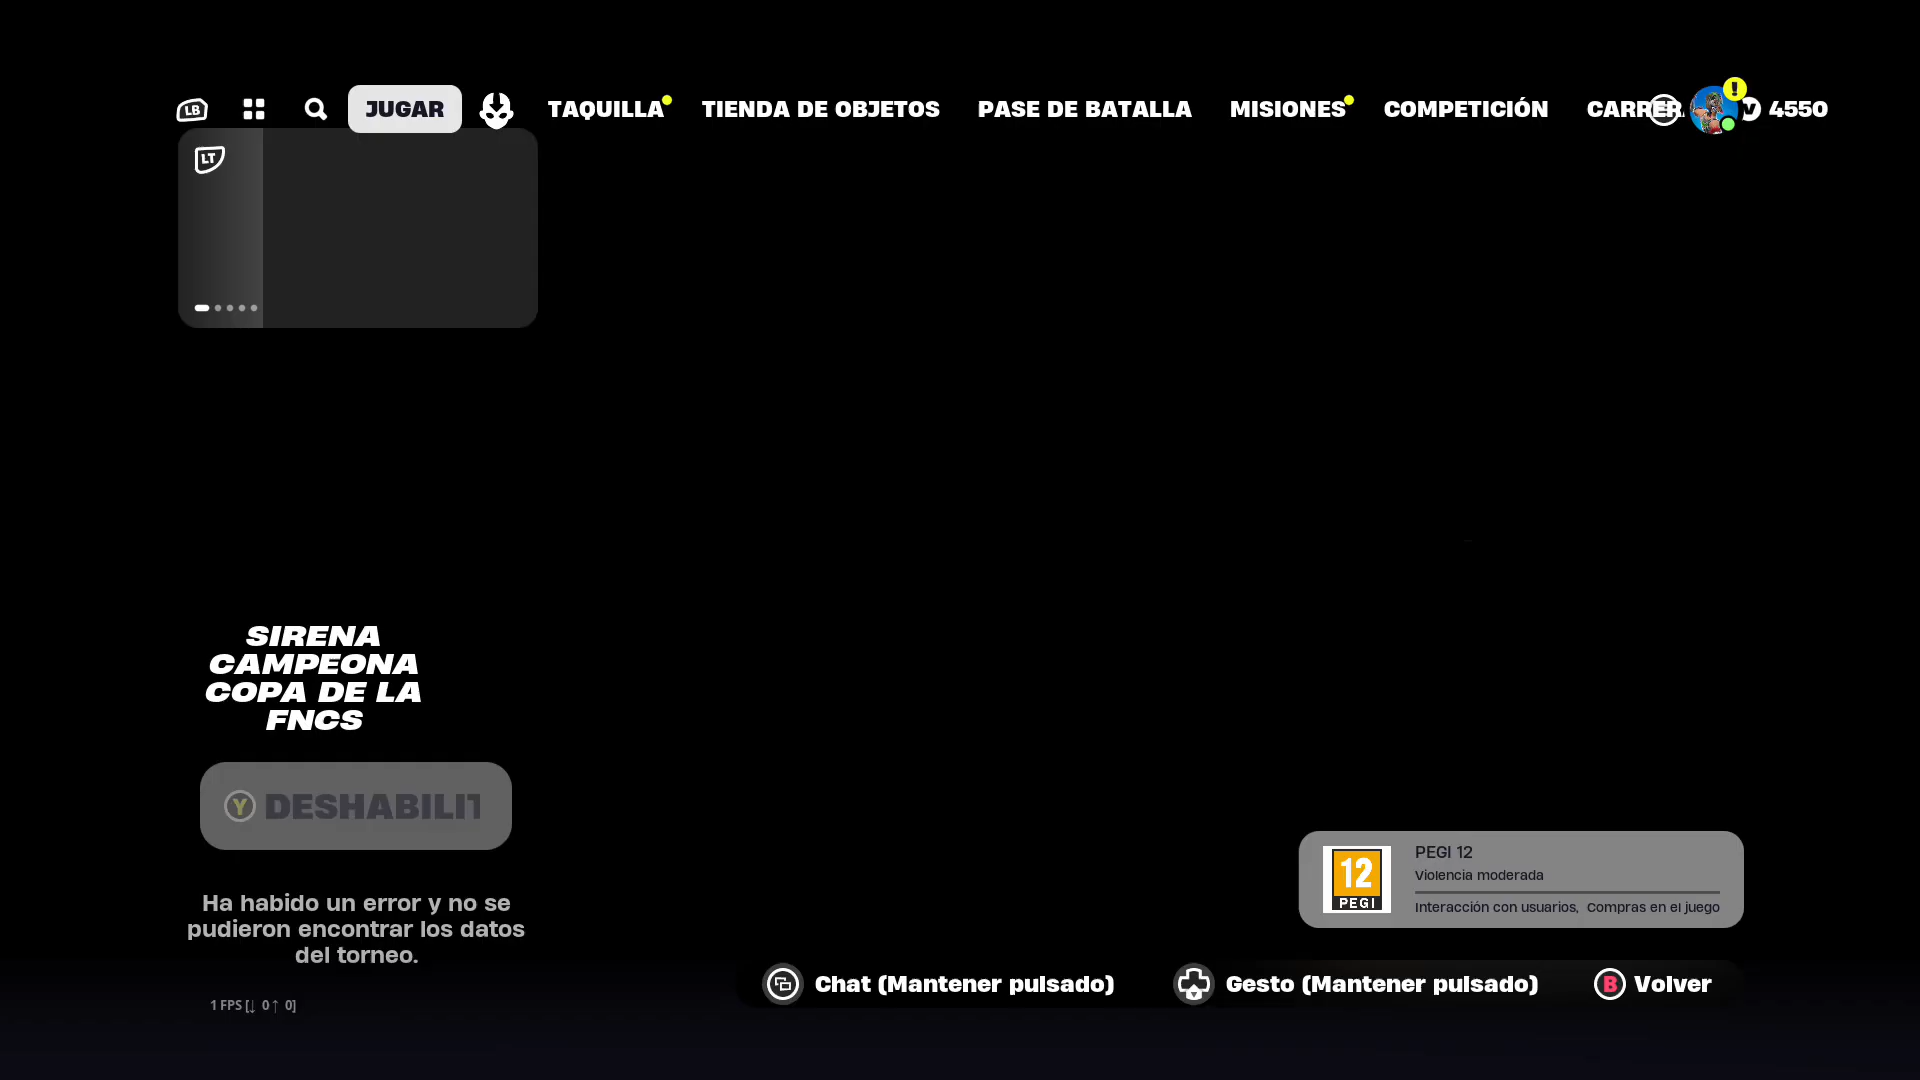 LB
JUGAR
TAQUILLA
TIENDA DE OBJETOS
PASE DE BATALLA
MISIONES
COMPETICIÓN
CARRER
!
4550
LT
SIRENA
CAMPEONA
COPA DE LA
FNCS
Y DESHABILIT
Ha habido un error y no se
pudieron encontrar los datos
del torneo.
1 FPS [↓ 0↑ 0]
12
PEGI
PEGI 12
Violencia moderada
Interacción con usuarios, Compras en el juego
Chat (Mantener pulsado)
Gesto (Mantener pulsado)
B Volver